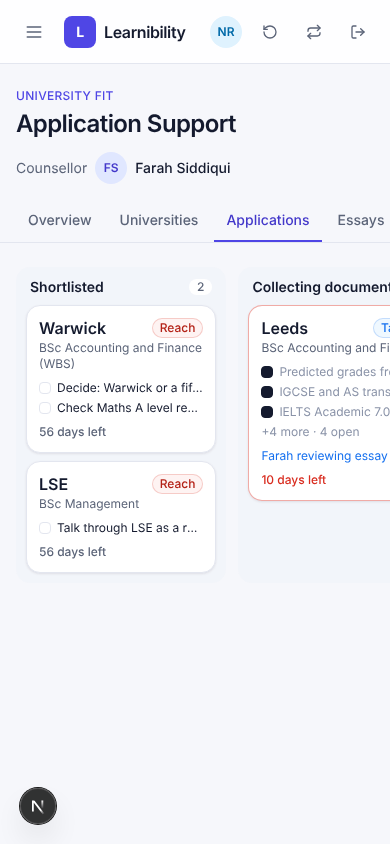 L Learnibility NR
UNIVERSITY FIT
Application Support
Counsellor FS Farah Siddiqui
Overview Universities Applications Essays
Shortlisted 2
Warwick Reach
BSc Accounting and Finance
(WBS)
Decide: Warwick or a fif...
Check Maths A level re...
56 days left
LSE Reach
BSc Management
Talk through LSE as a r...
56 days left
Collecting document
Leeds Ta
BSc Accounting and Fi
Predicted grades fr
IGCSE and AS trans
IELTS Academic 7.0
+4 more · 4 open
Farah reviewing essay
10 days left
N